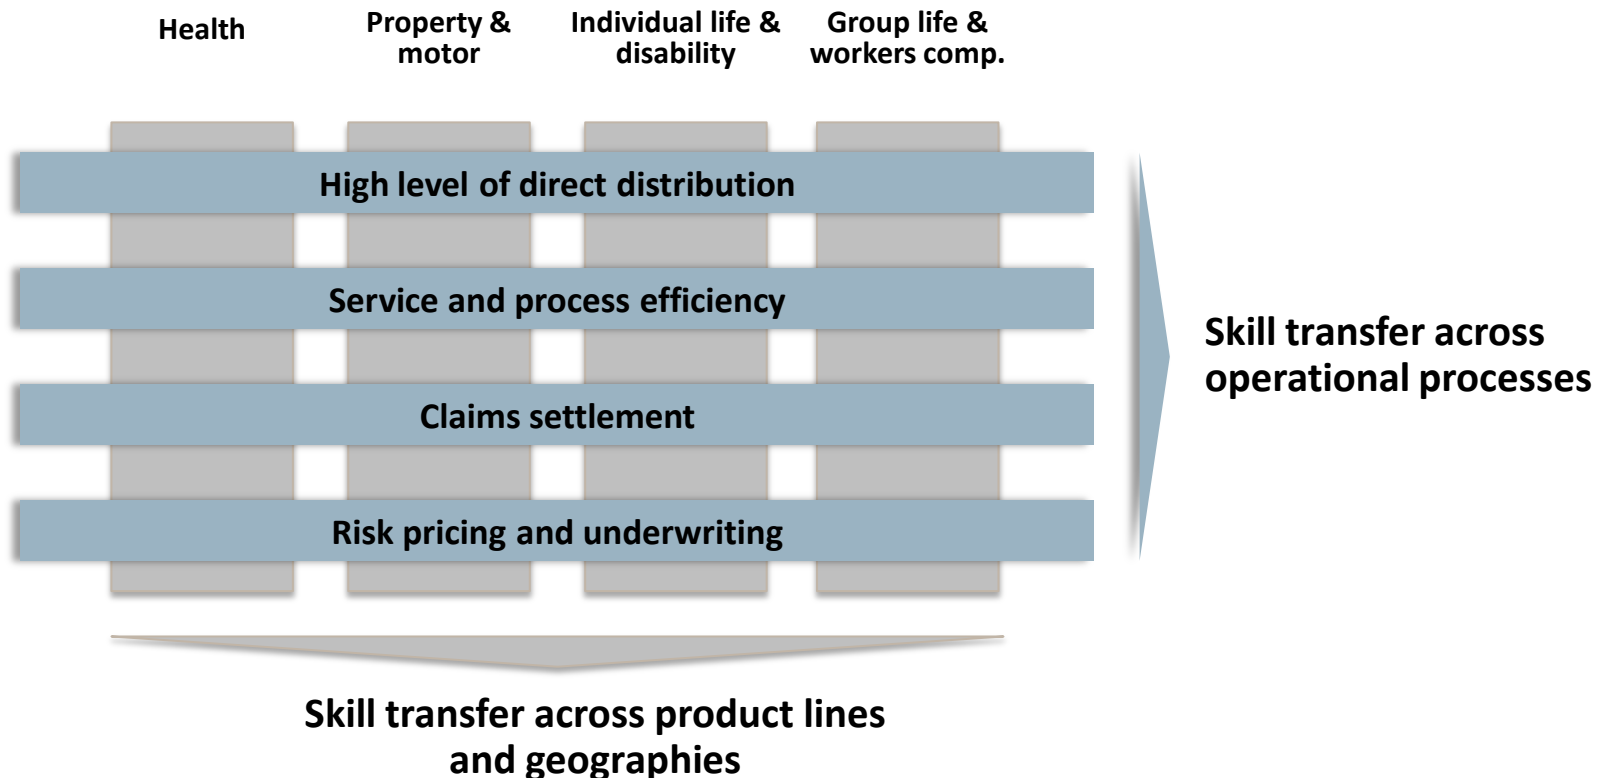 Health
Property &
motor
Individual life &
disability
Group life &
workers comp.
High level of direct distribution
Service and process efficiency
Claims settlement
Risk pricing and underwriting
Skill transfer across
operational processes
Skill transfer across product lines
and geographies